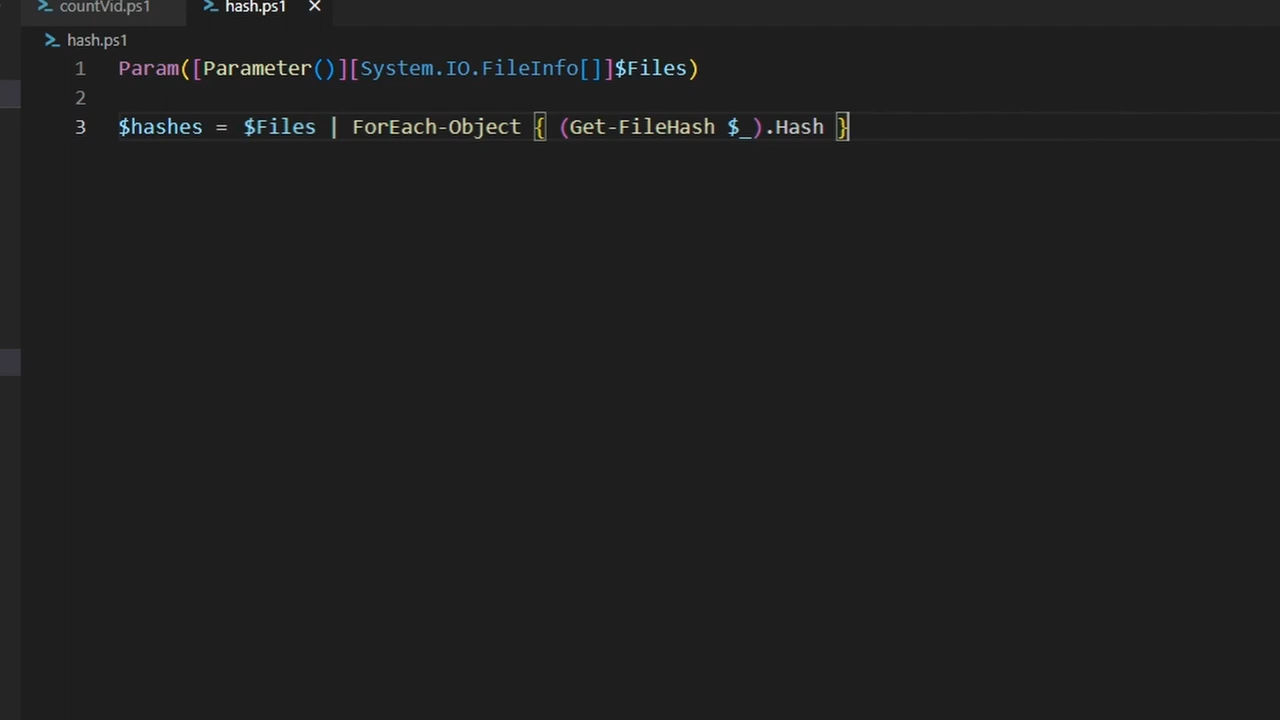 countVid.ps1
hash.ps1
hash.ps1
1 Param([Parameter()][System.IO.FileInfo[]]$Files)
2
3 $hashes = $Files | ForEach-Object { (Get-FileHash $_).Hash }